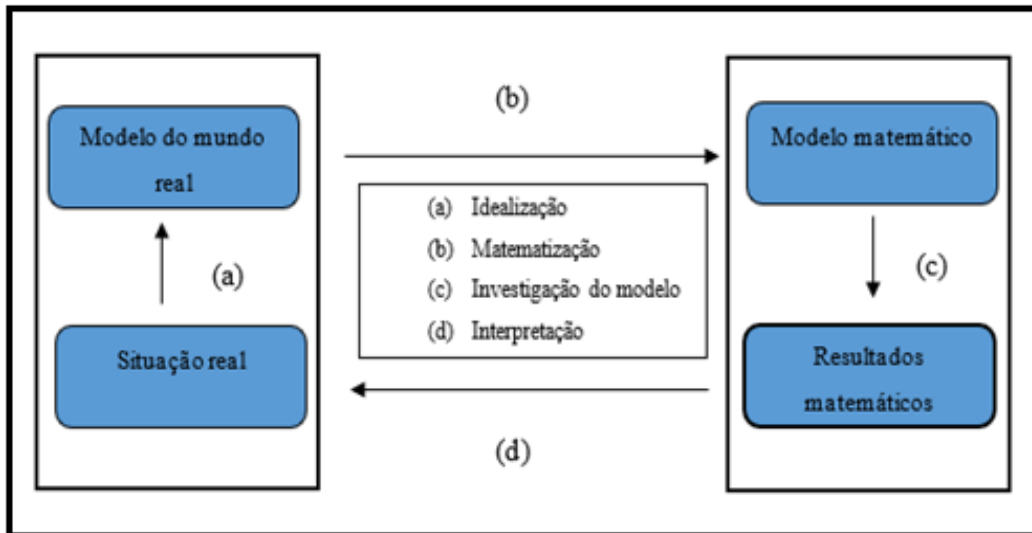 (b)
Modelo do mundo
real
Modelo matemático
(a) Idealização
(b) Matematização
(c) Investigação do modelo
(d) Interpretação
(a)
(c)
Situação real
Resultados
matemáticos
(d)